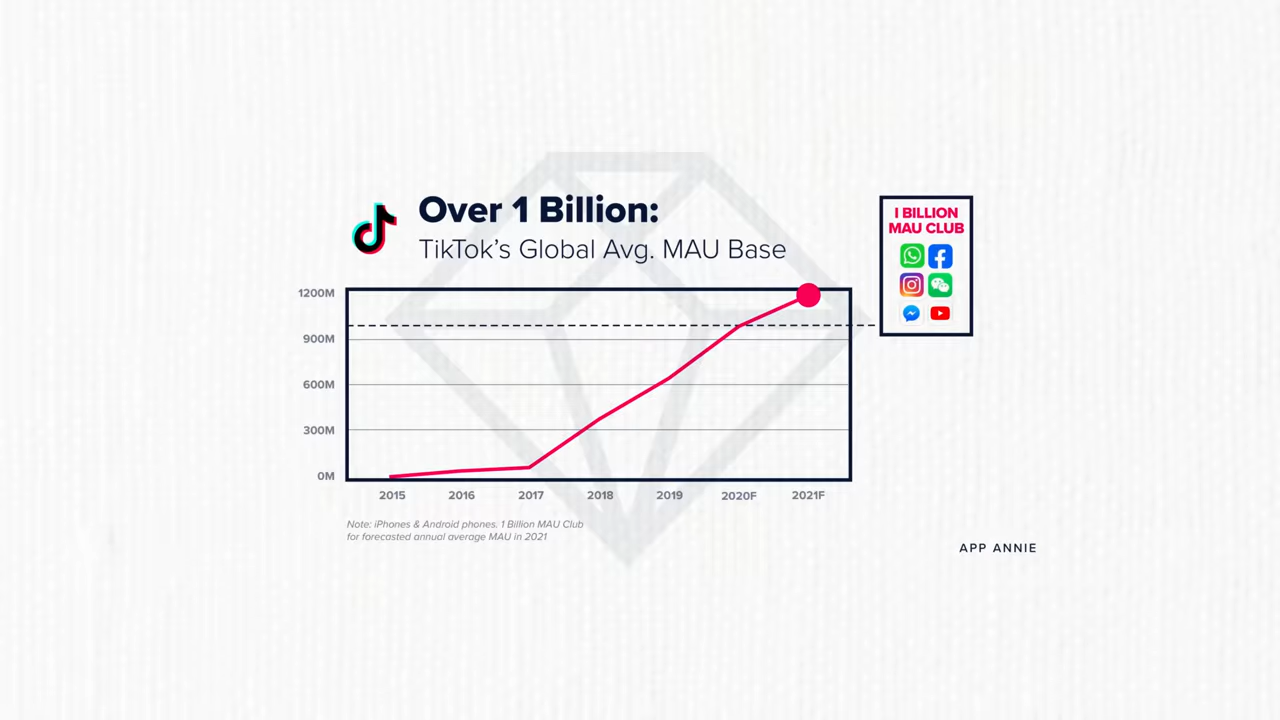 Over 1 Billion:
TikTok's Global Avg. MAU Base
1 BILLION
MAU CLUB
1200M
900M
600M
300M
0M
2015 2016 2017 2018 2019 2020F 2021F
Note: iPhones & Android phones. 1 Billion MAU Club
for forecasted annual average MAU in 2021
APP ANNIE